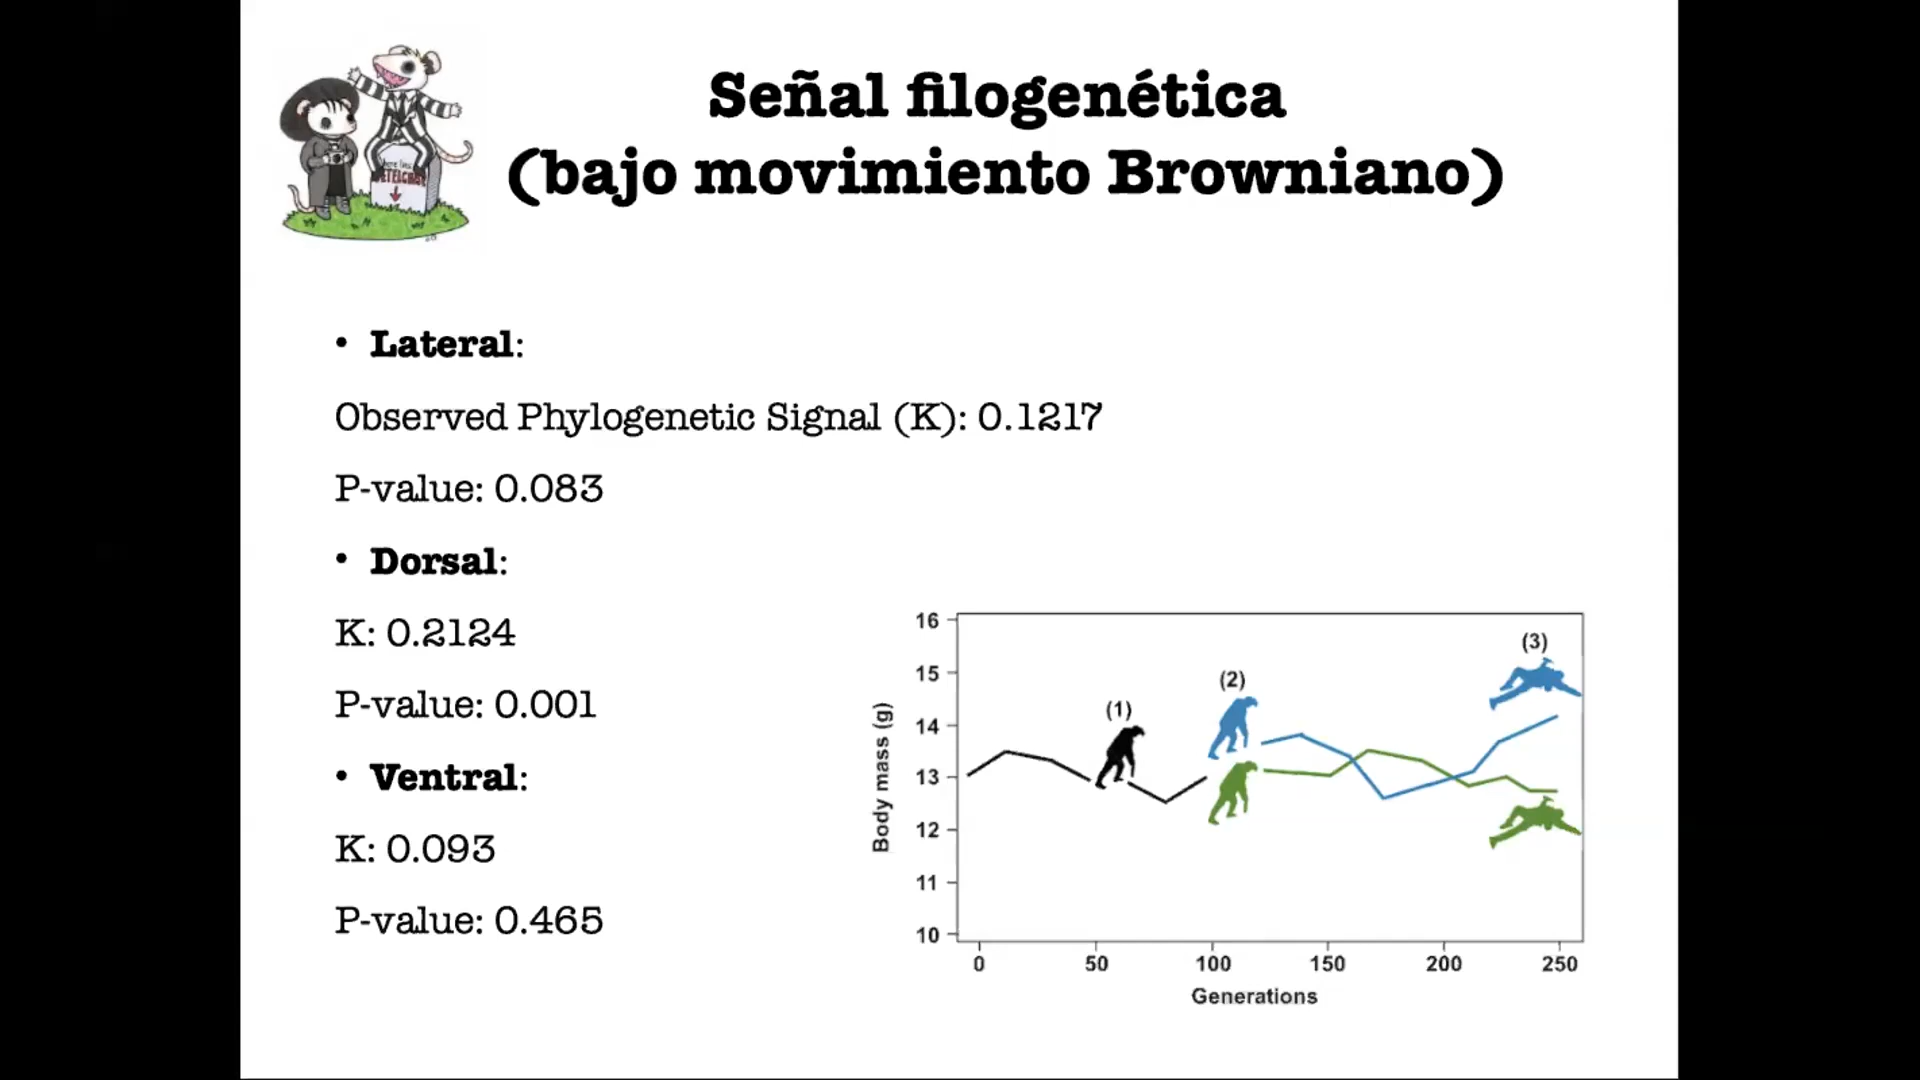 Señal filogenética
(bajo movimiento Browniano)
• Lateral:
Observed Phylogenetic Signal (K): 0.1217
P-value: 0.083
• Dorsal:
K: 0.2124
P-value: 0.001
• Ventral:
K: 0.093
P-value: 0.465
16
15
14
13
12
11
10
Body mass (g)
(1)
(2)
(3)
0 50 100 150 200 250
Generations